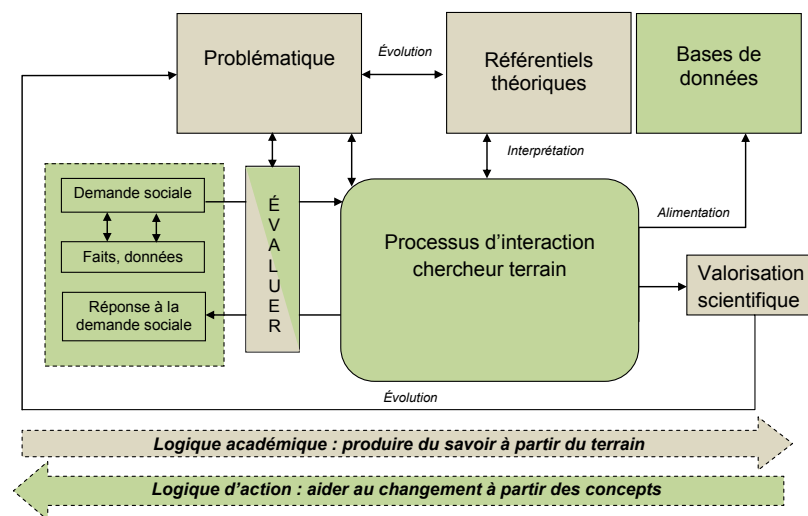 Problématique
Évolution
Référentiels
théoriques
Bases de
données
Interprétation
Demande sociale
Faits, données
Réponse à la
demande sociale
ÉVALUER
Processus d’interaction
chercheur terrain
Alimentation
Valorisation
scientifique
Évolution
Logique académique : produire du savoir à partir du terrain
Logique d’action : aider au changement à partir des concepts